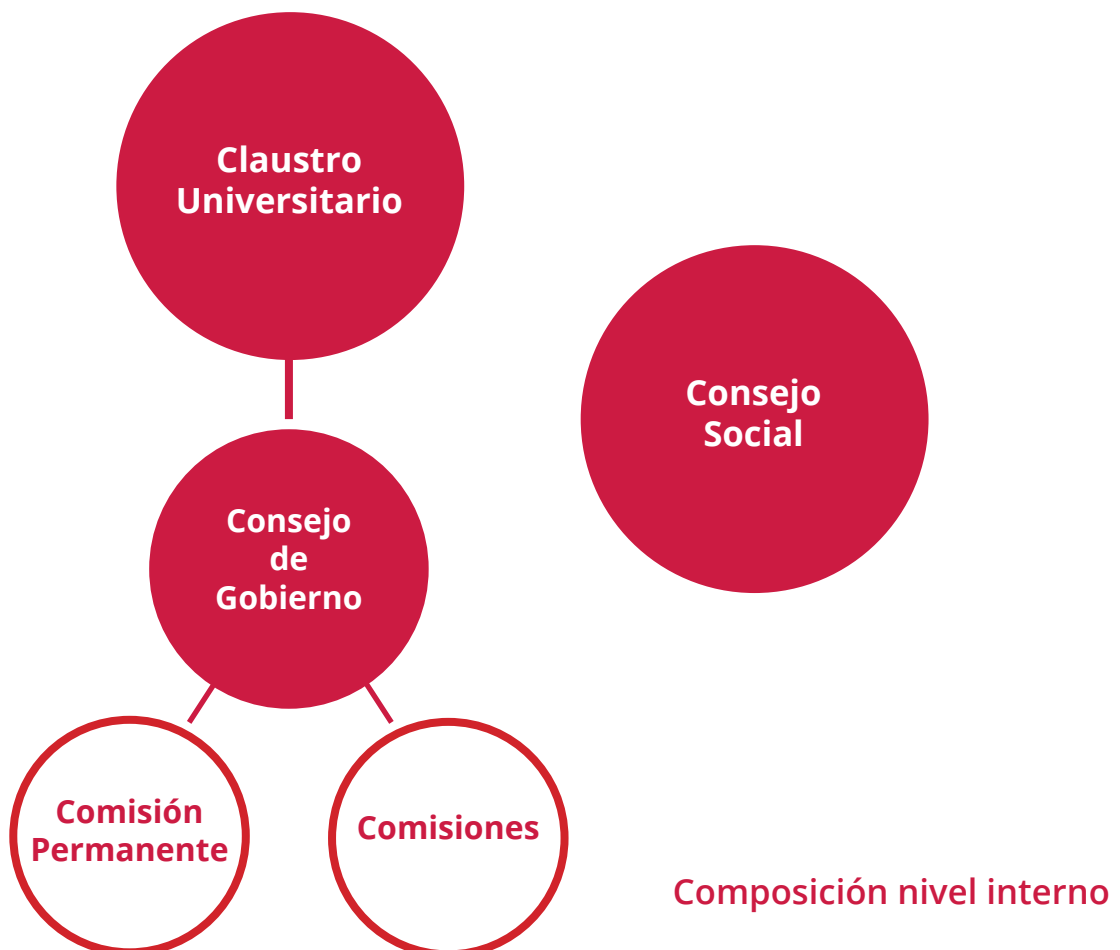 Claustro
Universitario
Consejo
Social
Consejo
de
Gobierno
Comisión
Permanente
Comisiones
Composición nivel interno